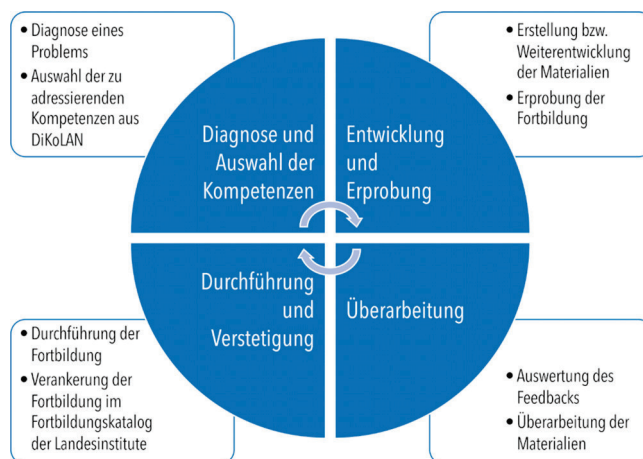 • Diagnose eines
Problems
• Auswahl der zu
adressierenden
Kompetenzen aus
DiKoLAN
• Erstellung bzw.
Weiterentwicklung
der Materialien
• Erprobung der
Fortbildung
Diagnose und
Auswahl der
Kompetenzen
Entwicklung
und
Erprobung
Durchführung
und
Verstetigung
Überarbeitung
• Durchführung der
Fortbildung
• Verankerung der
Fortbildung im
Fortbildungskatalog
der Landesinstitute
• Auswertung des
Feedbacks
• Überarbeitung der
Materialien